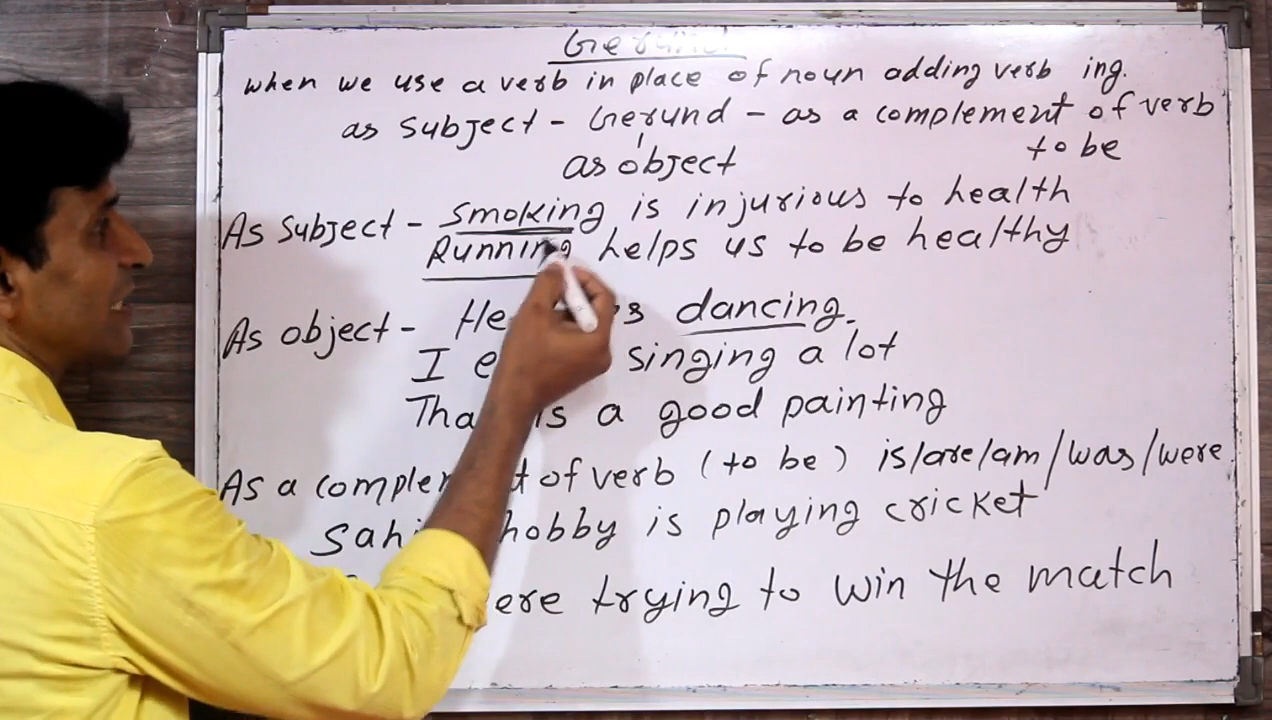 Gerund
when we use a verb in place of noun adding verb ing.
as subject - Gerund - as a complement of verb
as object to be
As Subject - Smoking is injurious to health
Running helps us to be healthy
As object - He dancing.
I singing a lot
is a good painting
As a of verb (to be) is/are/am/was/were
hobby is playing cricket
trying to win the match